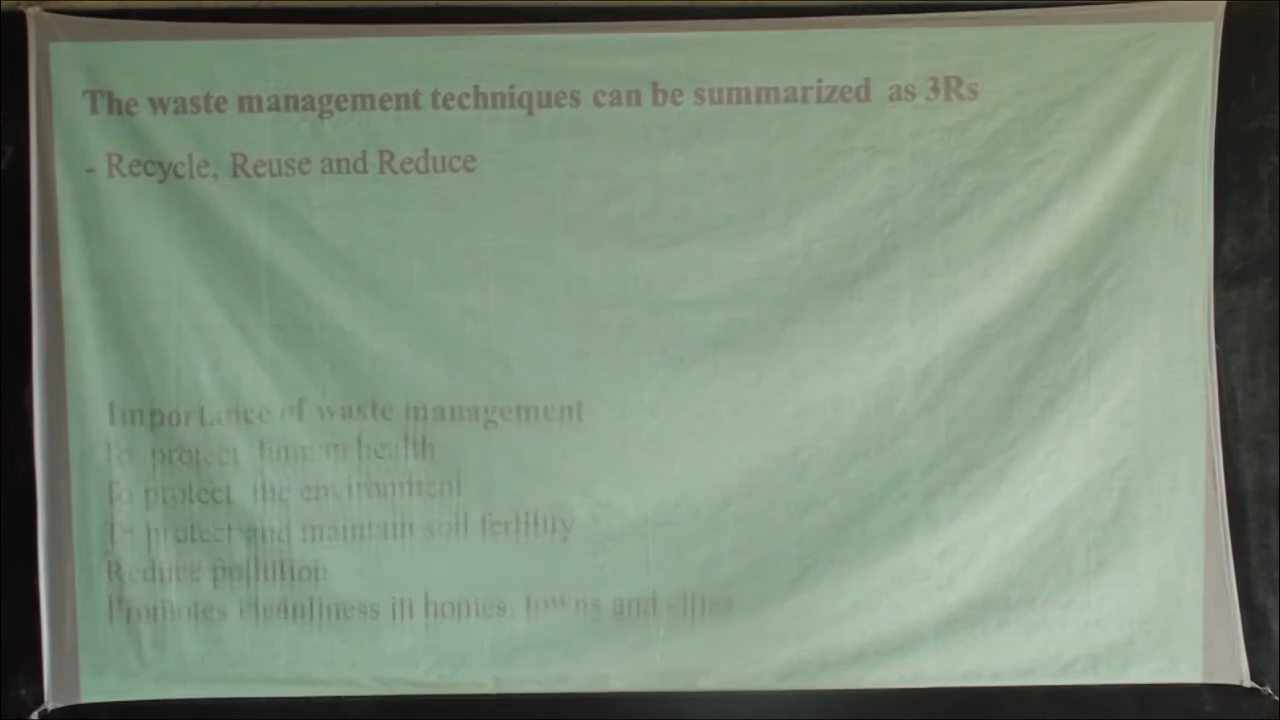 The waste management techniques can be summarized as 3Rs
- Recycle, Reuse and Reduce
Importance of waste management
To protect human health
To protect the environment
To protect and maintain soil fertility
Reduce pollution
Promotes cleanliness in homes, towns and cities